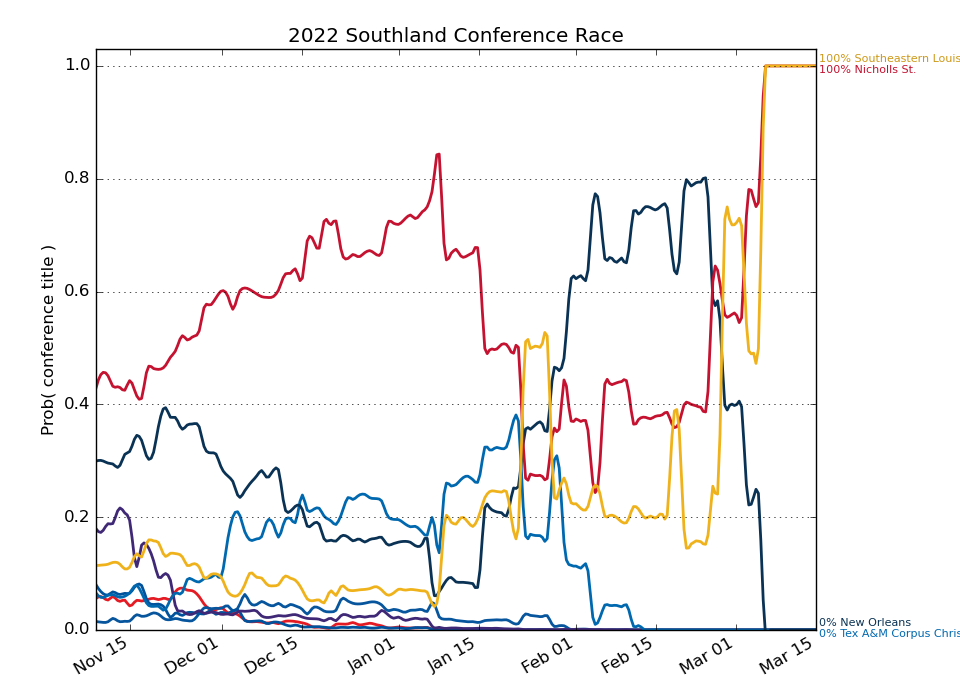 2022 Southland Conference Race
Prob( conference title )
1.0
0.8
0.6
0.4
0.2
0.0
Nov 15
Dec 01
Dec 15
Jan 01
Jan 15
Feb 01
Feb 15
Mar 01
Mar 15
100% Southeastern Louis
100% Nicholls St.
0% New Orleans
0% Tex A&M Corpus Chris